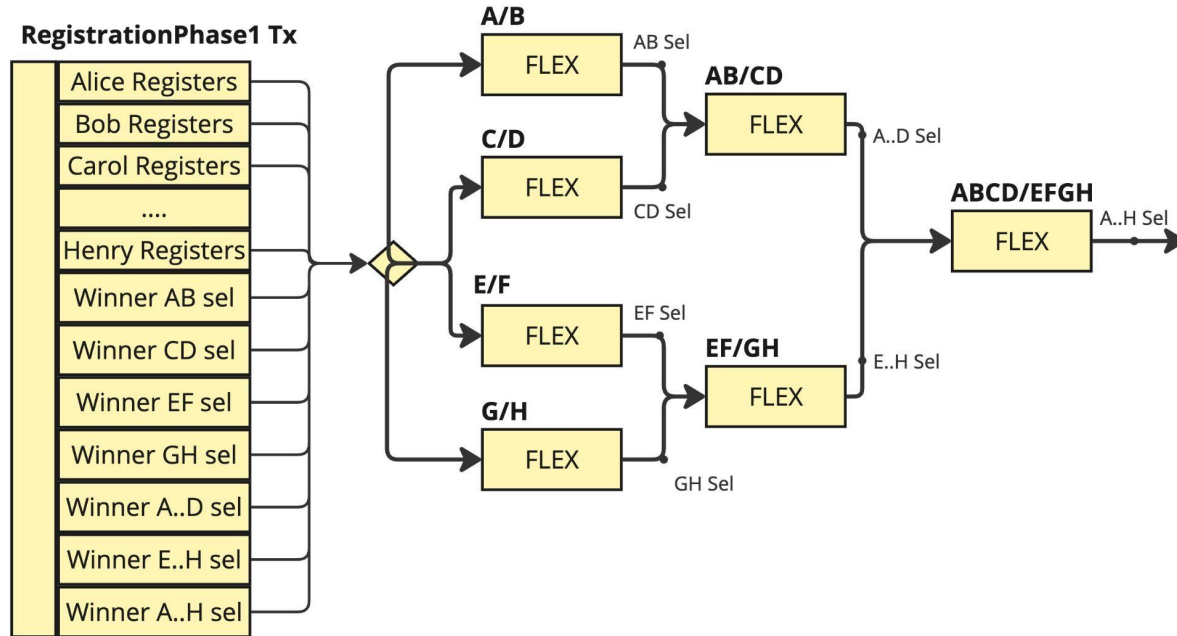 RegistrationPhase1 Tx
Alice Registers
Bob Registers
Carol Registers
....
Henry Registers
Winner AB sel
Winner CD sel
Winner EF sel
Winner GH sel
Winner A..D sel
Winner E..H sel
Winner A..H sel
A/B
FLEX
AB Sel
C/D
FLEX
CD Sel
E/F
FLEX
EF Sel
G/H
FLEX
GH Sel
AB/CD
FLEX
A..D Sel
EF/GH
FLEX
E..H Sel
ABCD/EFGH
FLEX
A..H Sel